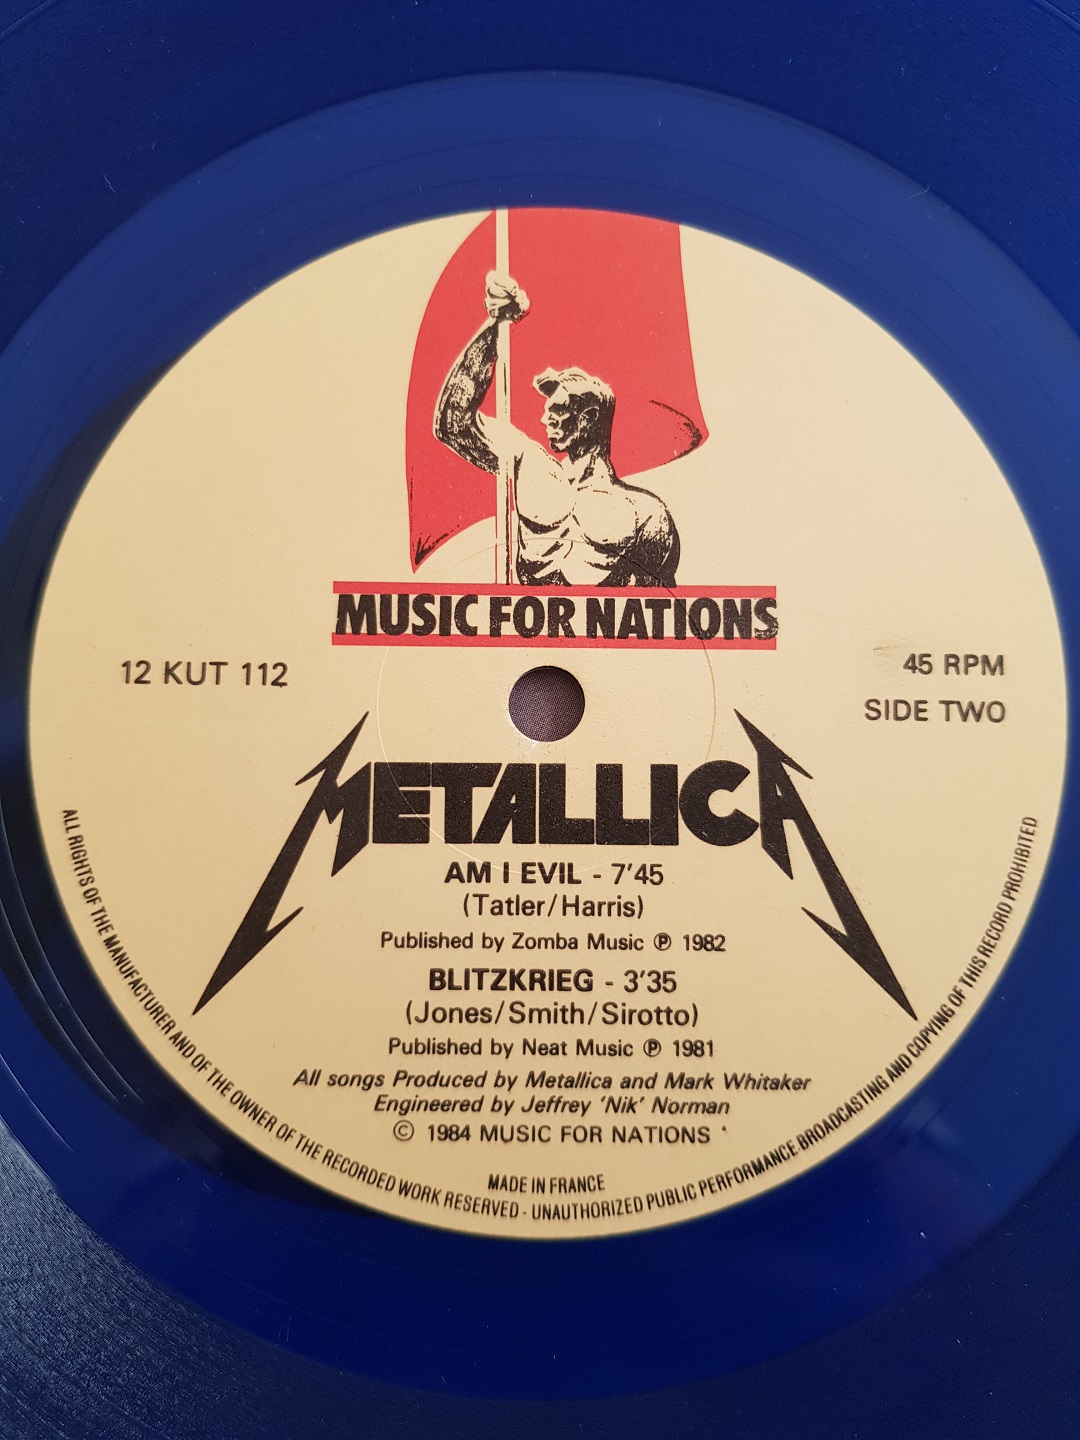 MUSIC FOR NATIONS
12 KUT 112
45 RPM
SIDE TWO
METALLICA
AM I EVIL - 7'45
(Tatler/Harris)
Published by Zomba Music ℗ 1982
BLITZKRIEG - 3'35
(Jones/Smith/Sirotto)
Published by Neat Music ℗ 1981
All songs Produced by Metallica and Mark Whitaker
Engineered by Jeffrey 'Nik' Norman
© 1984 MUSIC FOR NATIONS
MADE IN FRANCE
ALL RIGHTS OF THE MANUFACTURER AND OF THE OWNER OF THE RECORDED WORK RESERVED - UNAUTHORIZED PUBLIC PERFORMANCE BROADCASTING AND COPYING OF THIS RECORD PROHIBITED